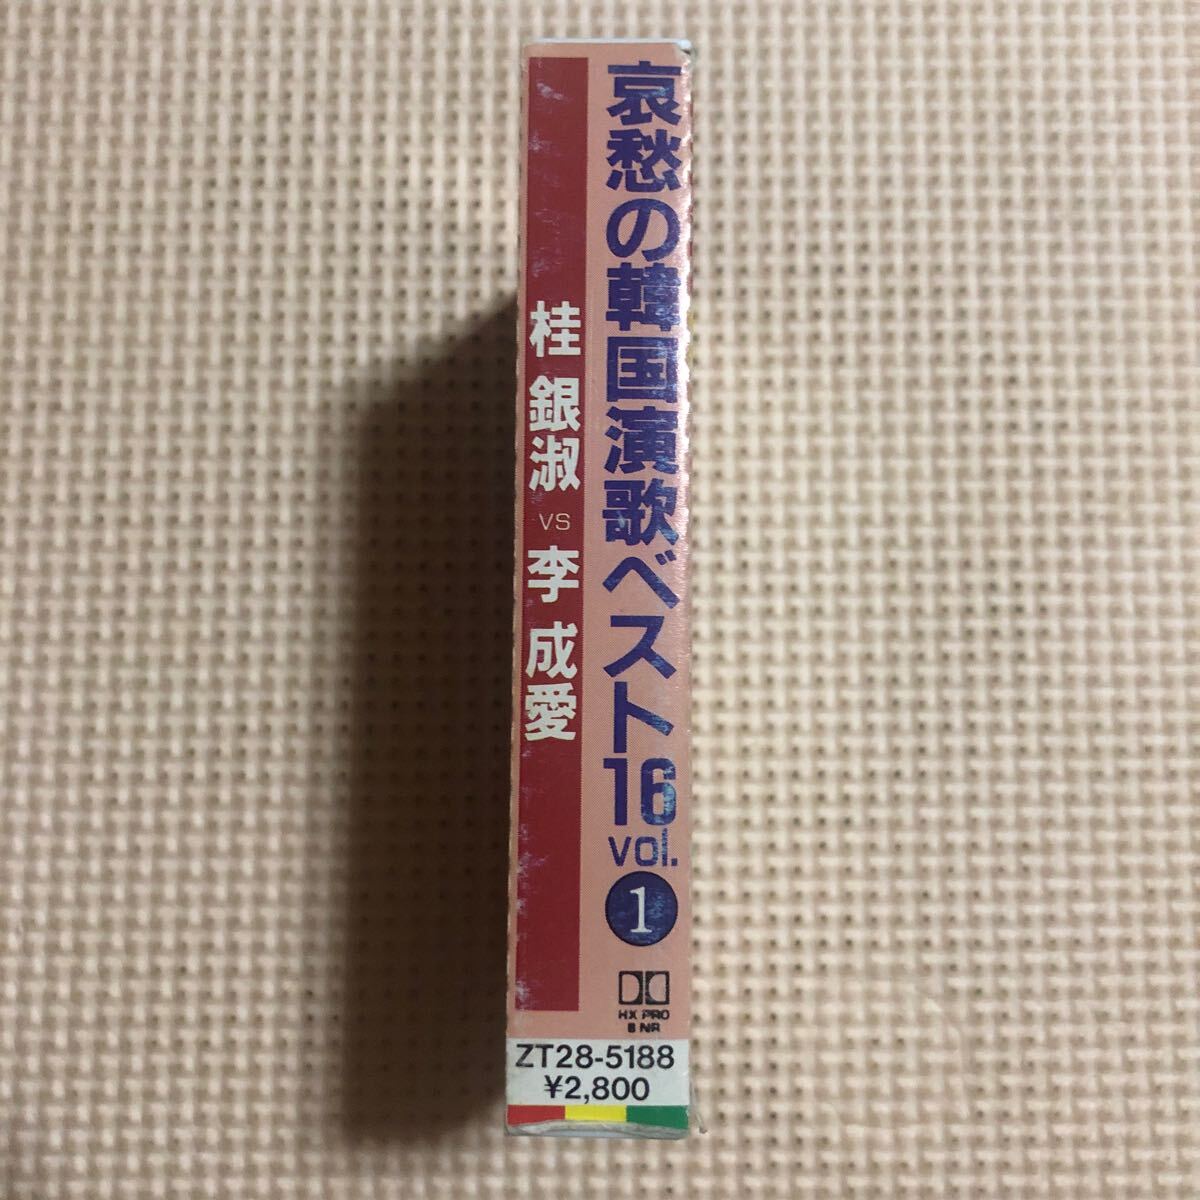 哀愁の韓国演歌ベスト16
vol.
1
桂 銀淑 VS 李 成愛
HX PRO
B NR
ZT28-5188
¥2,800